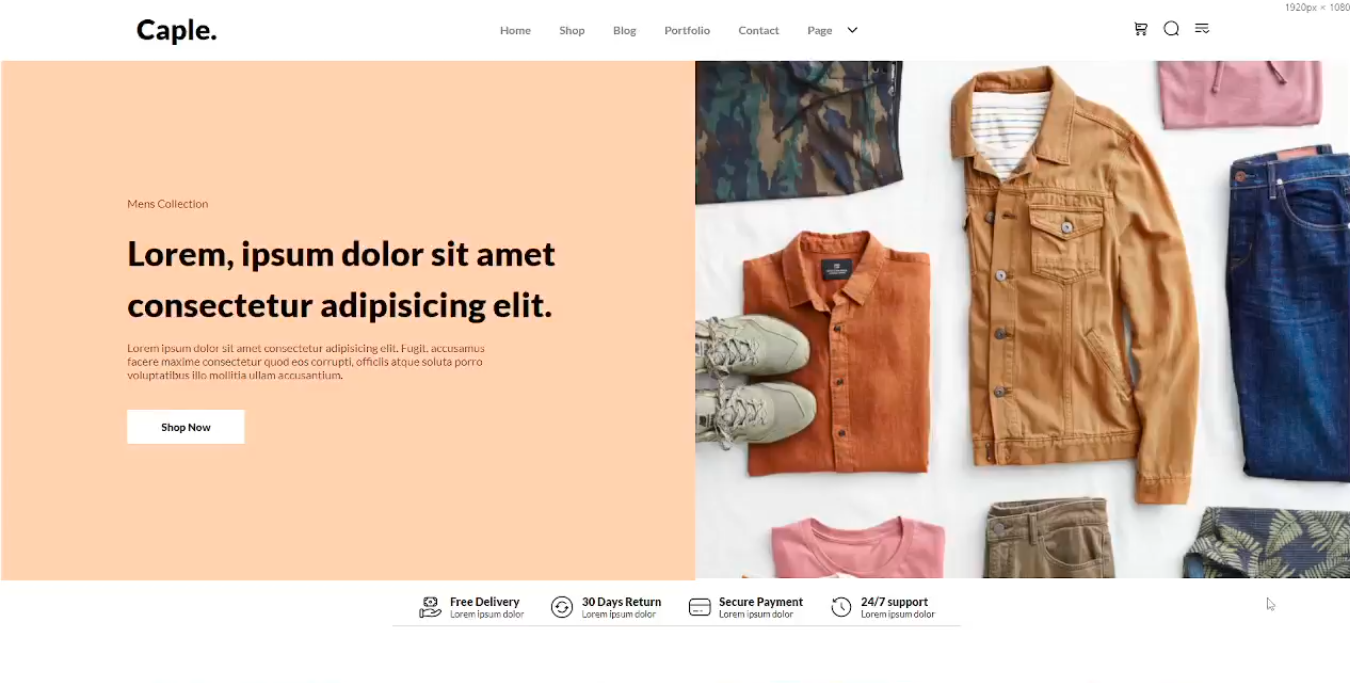 1920px × 1080
Caple.
Home
Shop
Blog
Portfolio
Contact
Page
Mens Collection
Lorem, ipsum dolor sit amet
consectetur adipisicing elit.
Lorem ipsum dolor sit amet consectetur adipisicing elit. Fugit, accusamus
facere maxime consectetur quod eos corrupti, officiis atque soluta porro
voluptatibus illo mollitia ullam accusantium.
Shop Now
Free Delivery
Lorem ipsum dolor
30 Days Return
Lorem ipsum dolor
Secure Payment
Lorem ipsum dolor
24/7 support
Lorem ipsum dolor